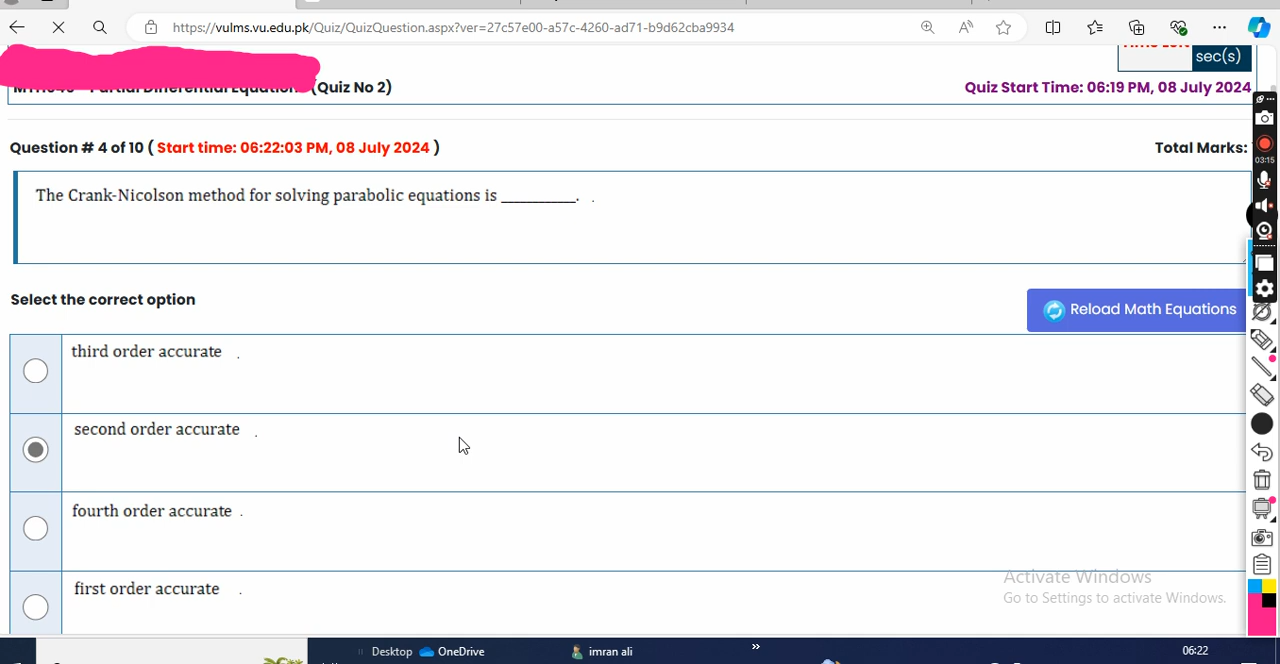 https://vulms.vu.edu.pk/Quiz/QuizQuestion.aspx?ver=27c57e00-a57c-4260-ad71-b9d62cba9934
sec(s)
(Quiz No 2)
Quiz Start Time: 06:19 PM, 08 July 2024
Question # 4 of 10 ( Start time: 06:22:03 PM, 08 July 2024 )
Total Marks:
03:15
The Crank-Nicolson method for solving parabolic equations is __________. .
Select the correct option
Reload Math Equations
third order accurate .
second order accurate .
fourth order accurate .
first order accurate .
Activate Windows
Go to Settings to activate Windows.
Desktop
OneDrive
imran ali
»
06:22